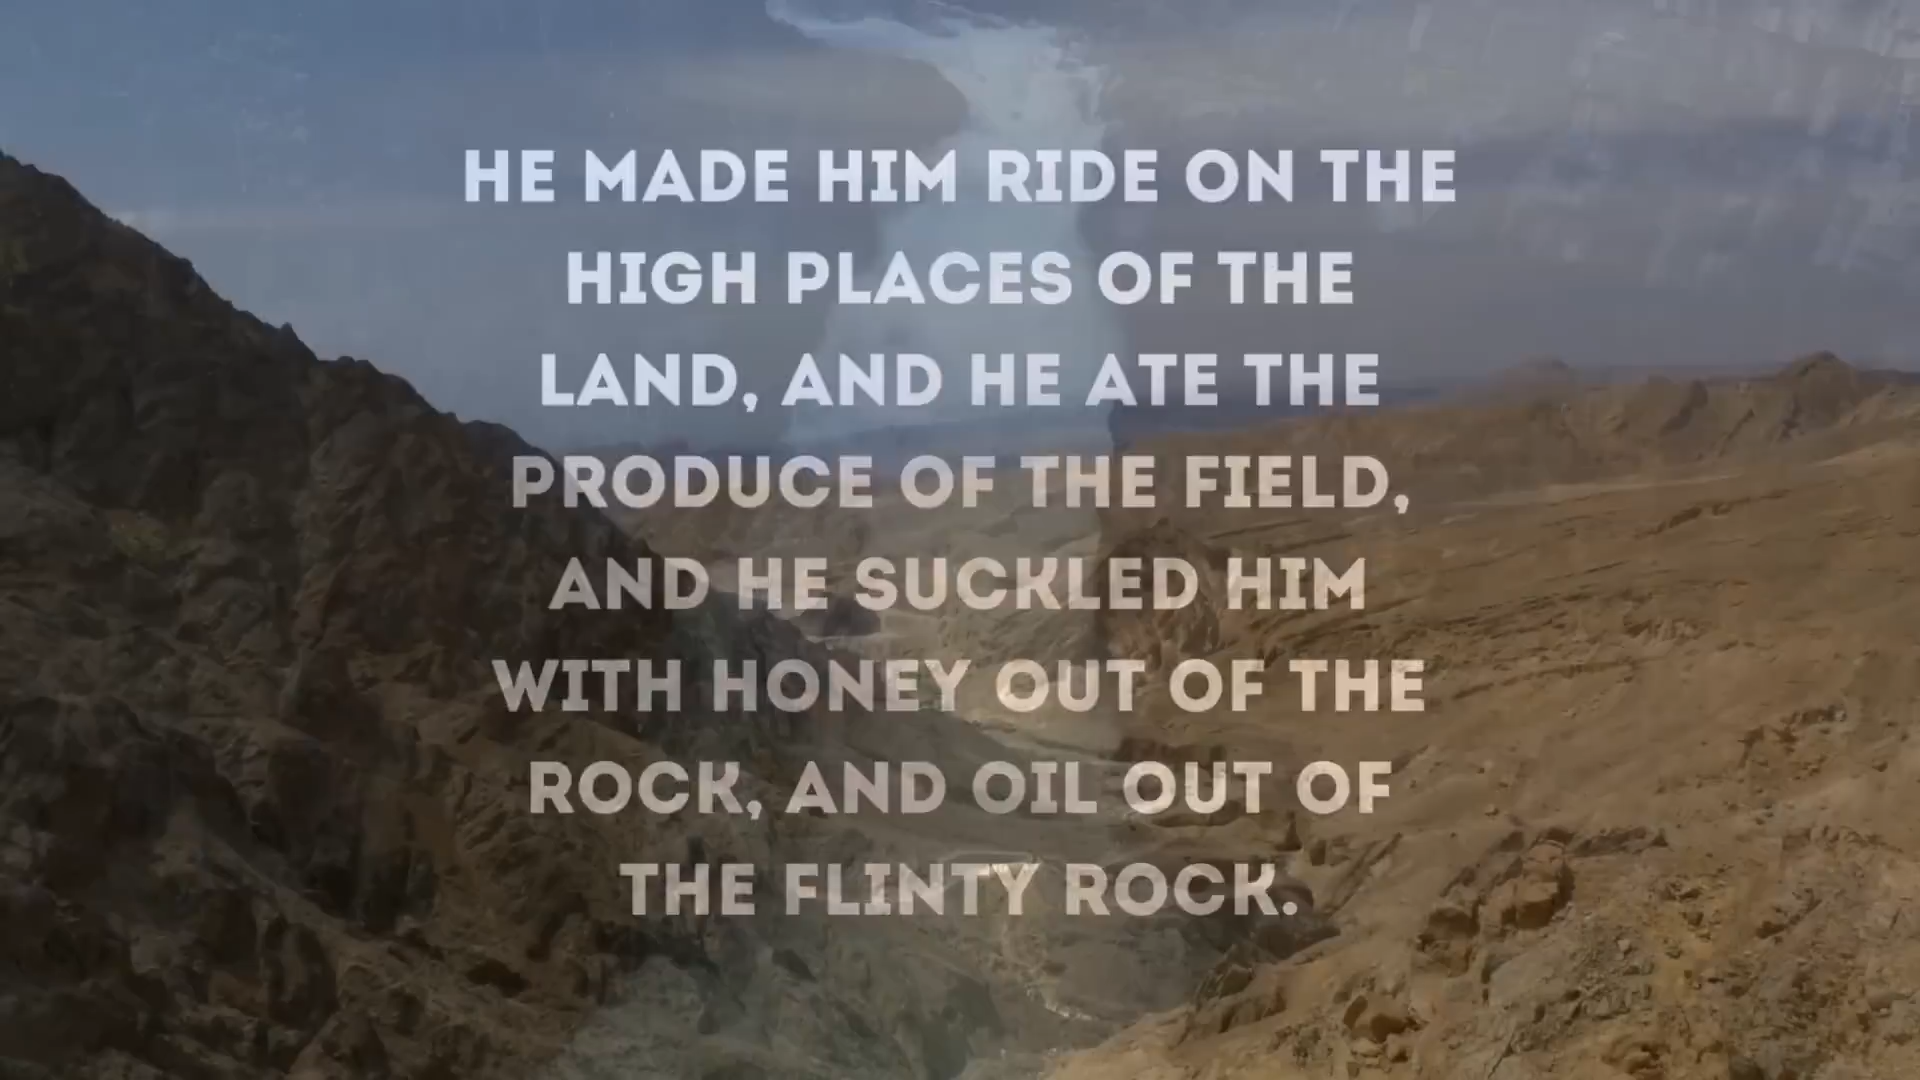 HE MADE HIM RIDE ON THE
HIGH PLACES OF THE
LAND, AND HE ATE THE
PRODUCE OF THE FIELD,
AND HE SUCKLED HIM
WITH HONEY OUT OF THE
ROCK, AND OIL OUT OF
THE FLINTY ROCK.